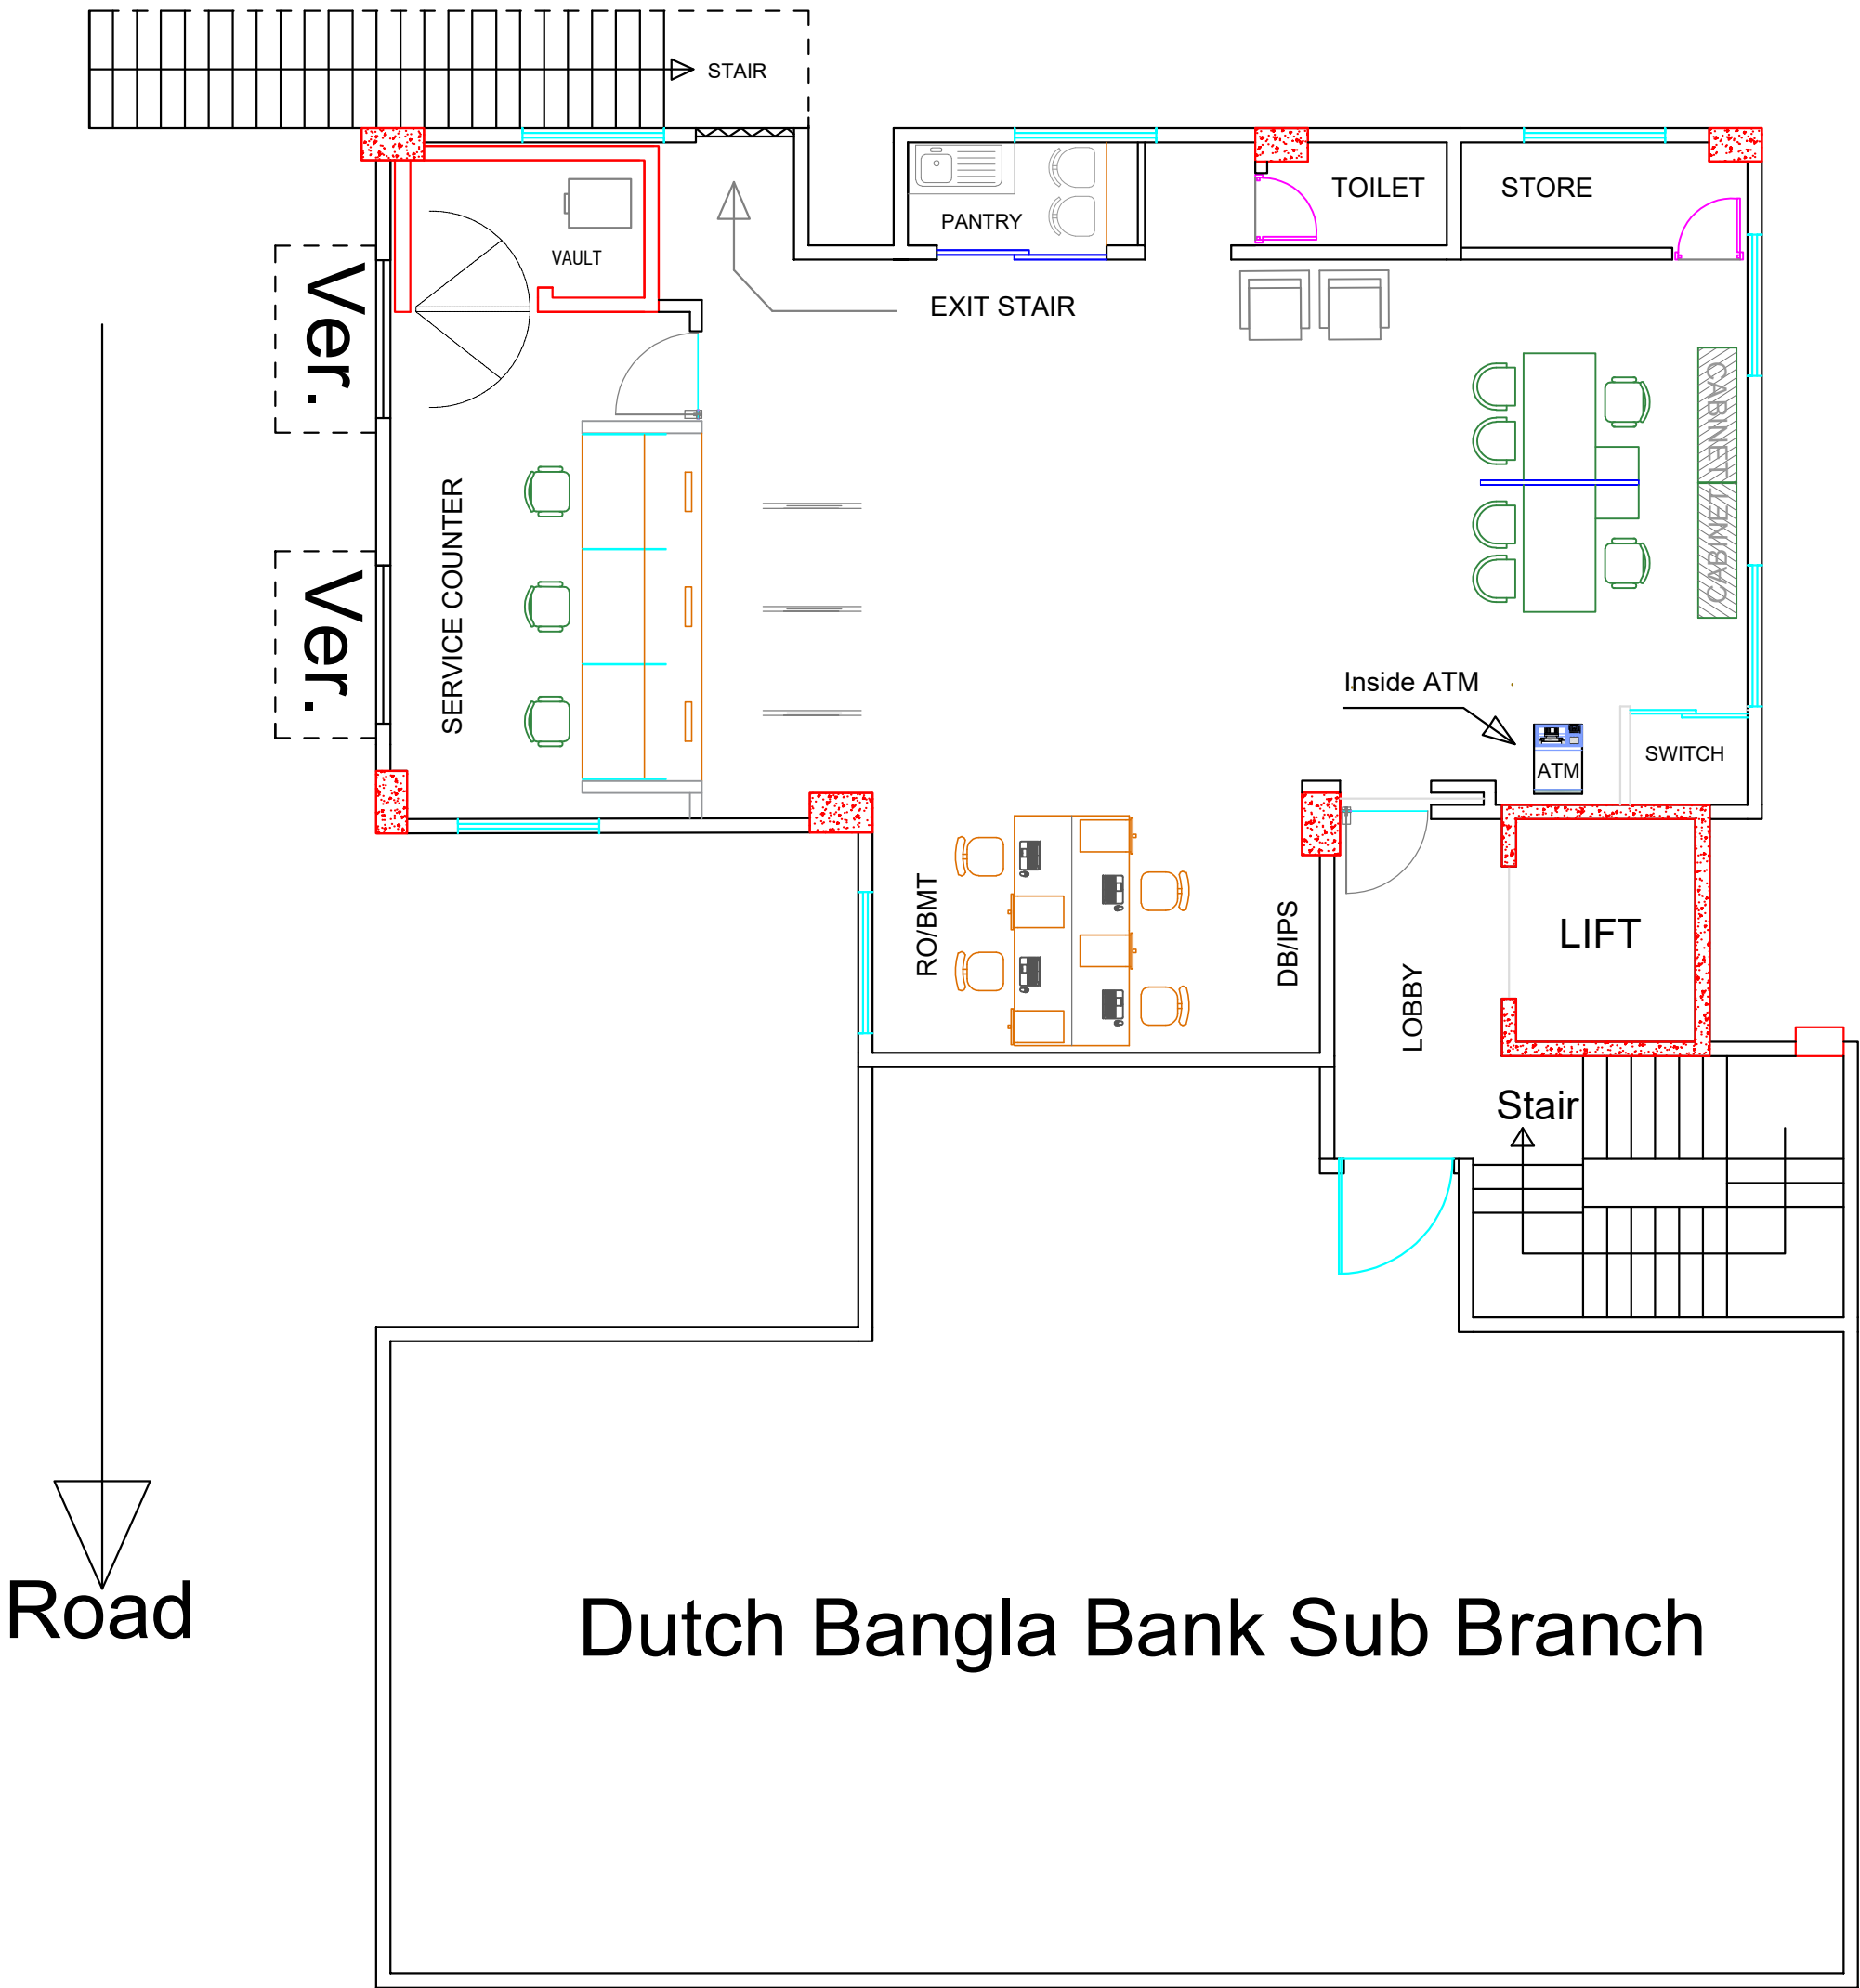 STAIR
TOILET
STORE
PANTRY
VAULT
EXIT STAIR
Ver.
Ver.
SERVICE COUNTER
CABINET
CABINET
Inside ATM
ATM
SWITCH
RO/BMT
DB/IPS
LOBBY
LIFT
Stair
Road
Dutch Bangla Bank Sub Branch